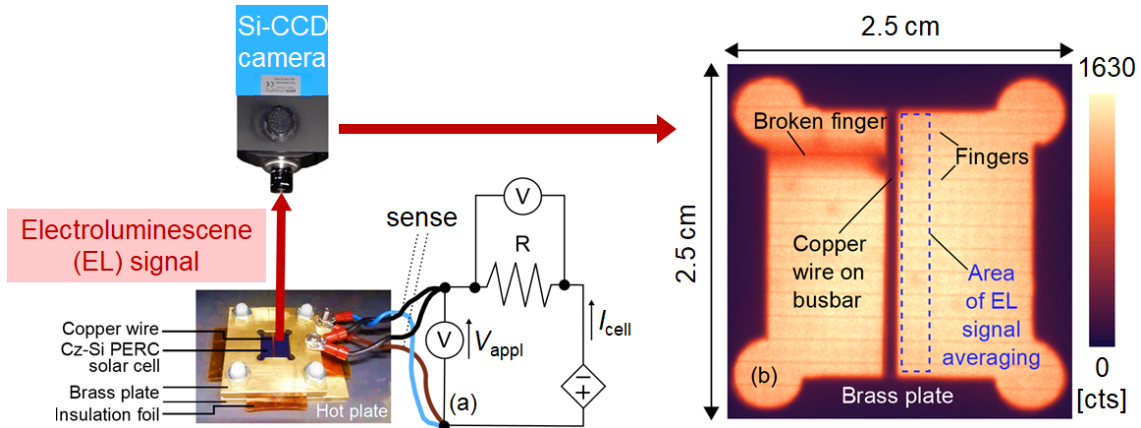 Si-CCD
camera
Electroluminescene
(EL) signal
Copper wire
Cz-Si PERC
solar cell
Brass plate
Insulation foil
Hot plate
(a)
sense
V
R
V
Vappl
Icell
2.5 cm
2.5 cm
Broken finger
Fingers
Copper
wire on
busbar
Area
of EL
signal
averaging
(b)
Brass plate
1630
0
[cts]